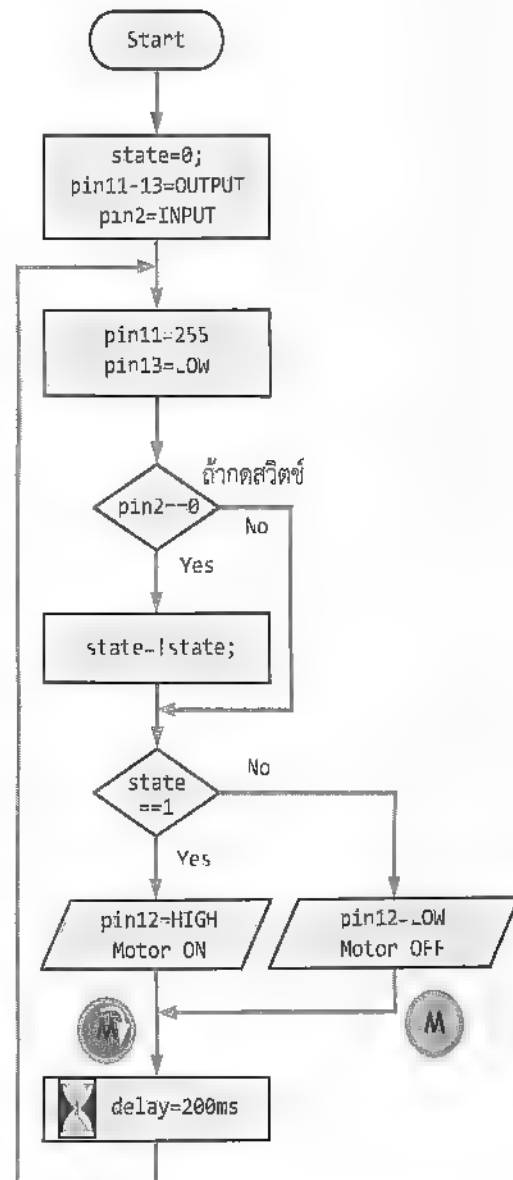 Start
state=0;
pin11-13=OUTPUT
pin2=INPUT
pin11=255
pin13=LOW
ถ้ากดสวิตช์
pin2==0
No
Yes
state=!state;
state
==1
No
Yes
pin12=HIGH
Motor ON
pin12=LOW
Motor OFF
M
M
delay=200ms